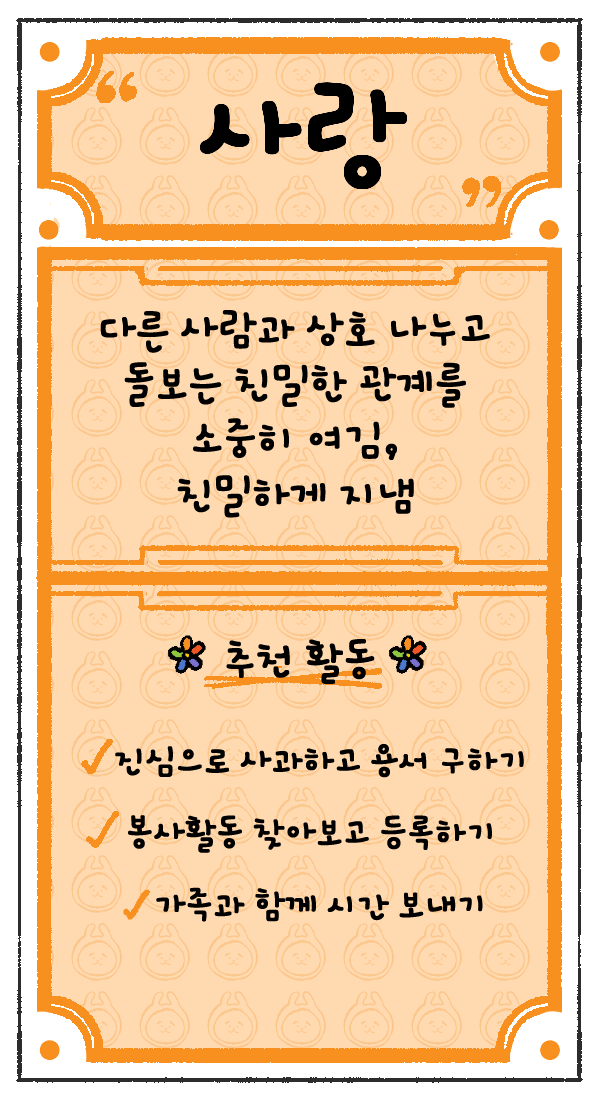 “사랑”
다른 사람과 상호 나누고
돌보는 친밀한 관계를
소중히 여김,
친밀하게 지냄
추천 활동
✓진심으로 사과하고 용서 구하기
✓봉사활동 찾아보고 등록하기
✓가족과 함께 시간 보내기